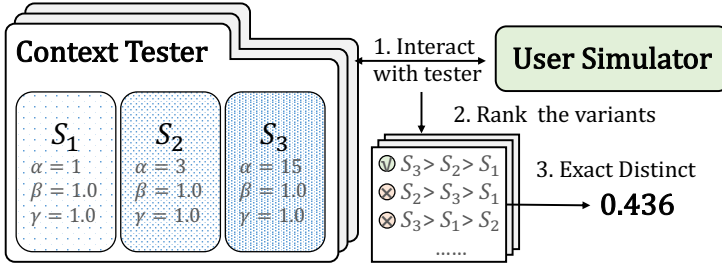 Context Tester
S₁
α = 1
β = 1.0
γ = 1.0
S₂
α = 3
β = 1.0
γ = 1.0
S₃
α = 15
β = 1.0
γ = 1.0
1. Interact
with tester
User Simulator
2. Rank the variants
S₃ > S₂ > S₁
S₂ > S₃ > S₁
S₃ > S₁ > S₂
......
3. Exact Distinct
0.436